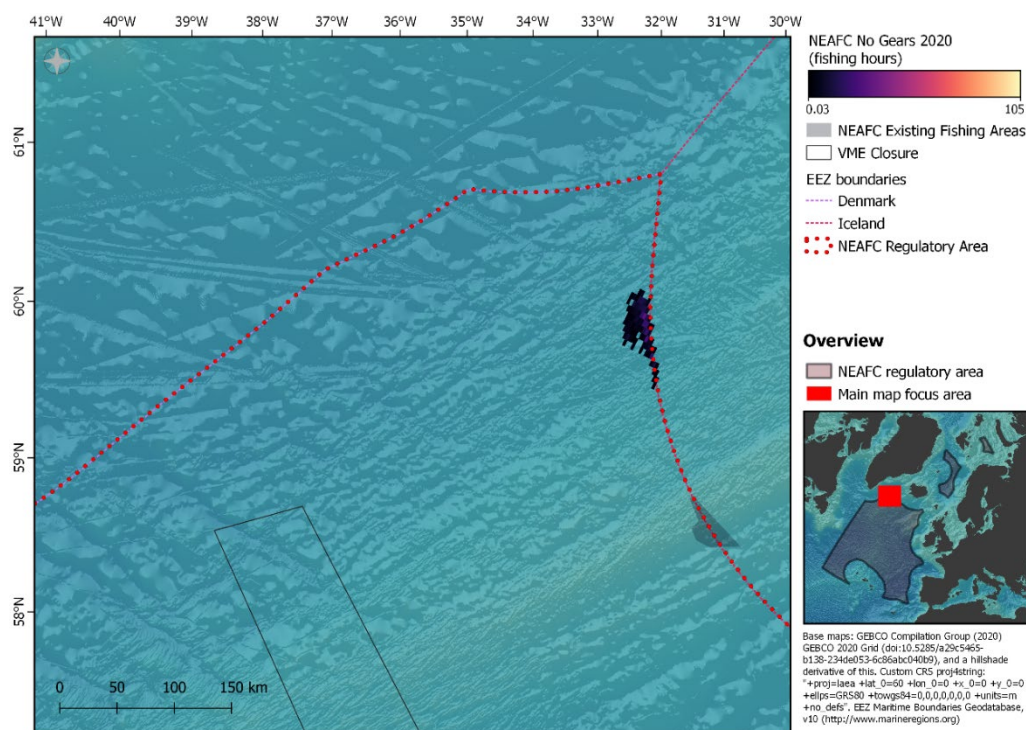 41°W 40°W 39°W 38°W 37°W 36°W 35°W 34°W 33°W 32°W 31°W 30°W
61°N
60°N
59°N
58°N
0 50 100 150 km
NEAFC No Gears 2020
(fishing hours)
0.03 105
NEAFC Existing Fishing Areas
VME Closure
EEZ boundaries
Denmark
Iceland
NEAFC Regulatory Area
Overview
NEAFC regulatory area
Main map focus area
Base maps: GEBCO Compilation Group (2020)
GEBCO 2020 Grid (doi:10.5285/a29c5465-
b138-234de053-6c86abc040b9), and a hillshade
derivative of this. Custom CRS proj4string:
"+proj=laea +lat_0=60 +lon_0=0 +x_0=0 +y_0=0
+ellps=GRS80 +towgs84=0,0,0,0,0,0,0 +units=m
+no_defs". EEZ Maritime Boundaries Geodatabase,
v10 (http://www.marineregions.org)